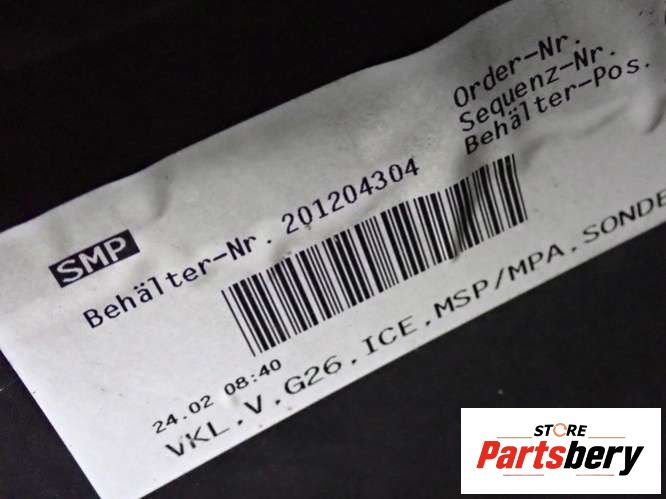 SMP
Order-Nr.
Sequenz-Nr.
Behälter-Pos.
Behälter-Nr. 201204304
24.02 08:40
VKL.V.G26.ICE.MSP/MPA.SONDE
STORE
Partsbery